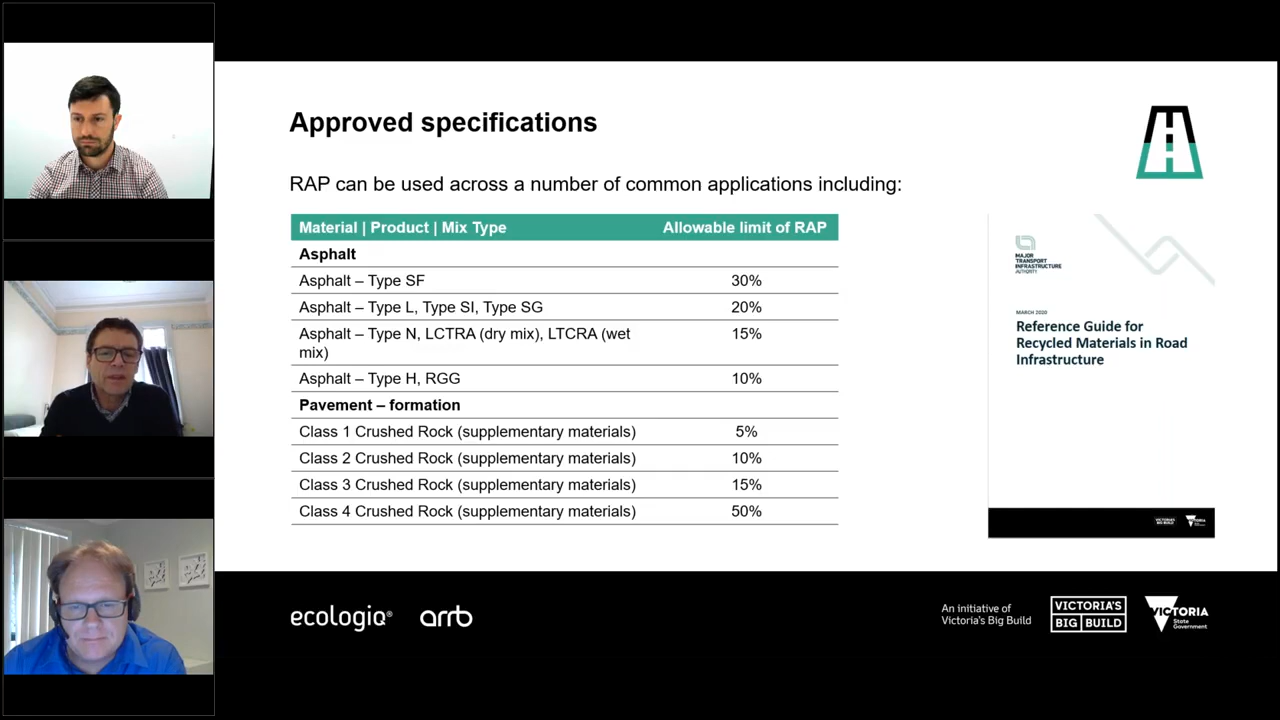 Approved specifications
RAP can be used across a number of common applications including:
Material | Product | Mix Type Allowable limit of RAP
Asphalt
Asphalt – Type SF 30%
Asphalt – Type L, Type SI, Type SG 20%
Asphalt – Type N, LCTRA (dry mix), LTCRA (wet 15%
mix)
Asphalt – Type H, RGG 10%
Pavement – formation
Class 1 Crushed Rock (supplementary materials) 5%
Class 2 Crushed Rock (supplementary materials) 10%
Class 3 Crushed Rock (supplementary materials) 15%
Class 4 Crushed Rock (supplementary materials) 50%
MAJOR
TRANSPORT
INFRASTRUCTURE
AUTHORITY
MARCH 2020
Reference Guide for
Recycled Materials in Road
Infrastructure
VICTORIA'S
BIG BUILD
VICTORIA
ecologiq® arrb
An initiative of
Victoria's Big Build
VICTORIA'S
BIG BUILD
VICTORIA
State
Government